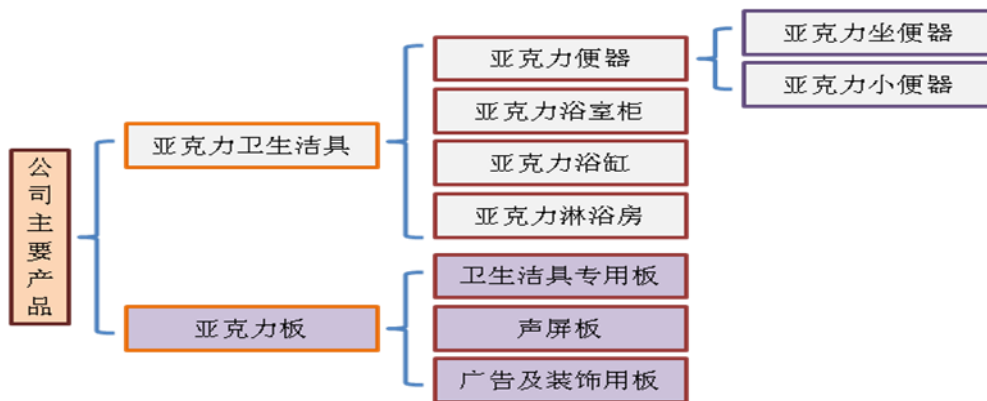 公司主要产品
亚克力卫生洁具
亚克力便器
亚克力坐便器
亚克力小便器
亚克力浴室柜
亚克力浴缸
亚克力淋浴房
亚克力板
卫生洁具专用板
声屏板
广告及装饰用板